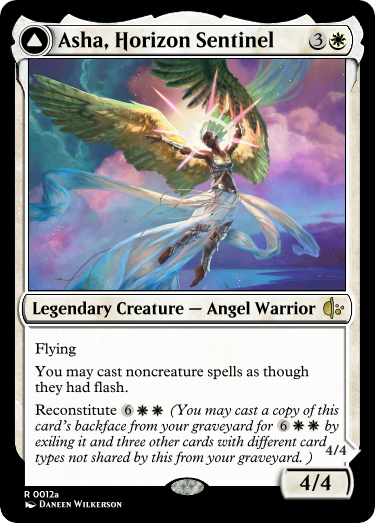 Asha, Horizon Sentinel 3
Legendary Creature — Angel Warrior
Flying
You may cast noncreature spells as though
they had flash.
Reconstitute 6 (You may cast a copy of this
card's backface from your graveyard for 6 by
exiling it and three other cards with different card
types not shared by this from your graveyard. )
4/4
4/4
R 0012a
DANEEN WILKERSON